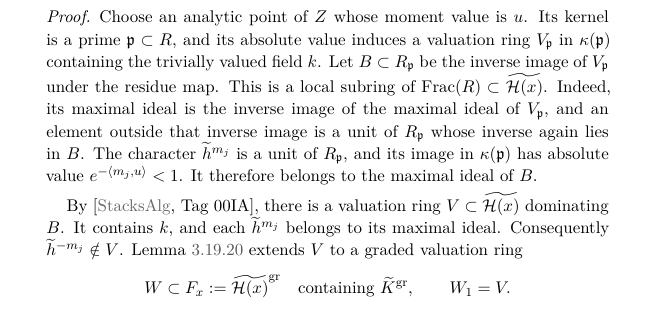 Proof. Choose an analytic point of Z whose moment value is u. Its kernel
is a prime 𝔭 ⊂ R, and its absolute value induces a valuation ring V_𝔭 in κ(𝔭)
containing the trivially valued field k. Let B ⊂ R_𝔭 be the inverse image of V_𝔭
under the residue map. This is a local subring of Frac(R) ⊂ \widetilde{ℋ(x)}. Indeed,
its maximal ideal is the inverse image of the maximal ideal of V_𝔭, and an
element outside that inverse image is a unit of R_𝔭 whose inverse again lies
in B. The character \tilde{h}^{m_j} is a unit of R_𝔭, and its image in κ(𝔭) has absolute
value e^{−⟨m_j,u⟩} < 1. It therefore belongs to the maximal ideal of B.
By [StacksAlg, Tag 00IA], there is a valuation ring V ⊂ \widetilde{ℋ(x)} dominating
B. It contains k, and each \tilde{h}^{m_j} belongs to its maximal ideal. Consequently
\tilde{h}^{−m_j} ∉ V. Lemma 3.19.20 extends V to a graded valuation ring
W ⊂ F_x := \widetilde{ℋ(x)}^{gr} containing \tilde{K}^{gr}, W_1 = V.